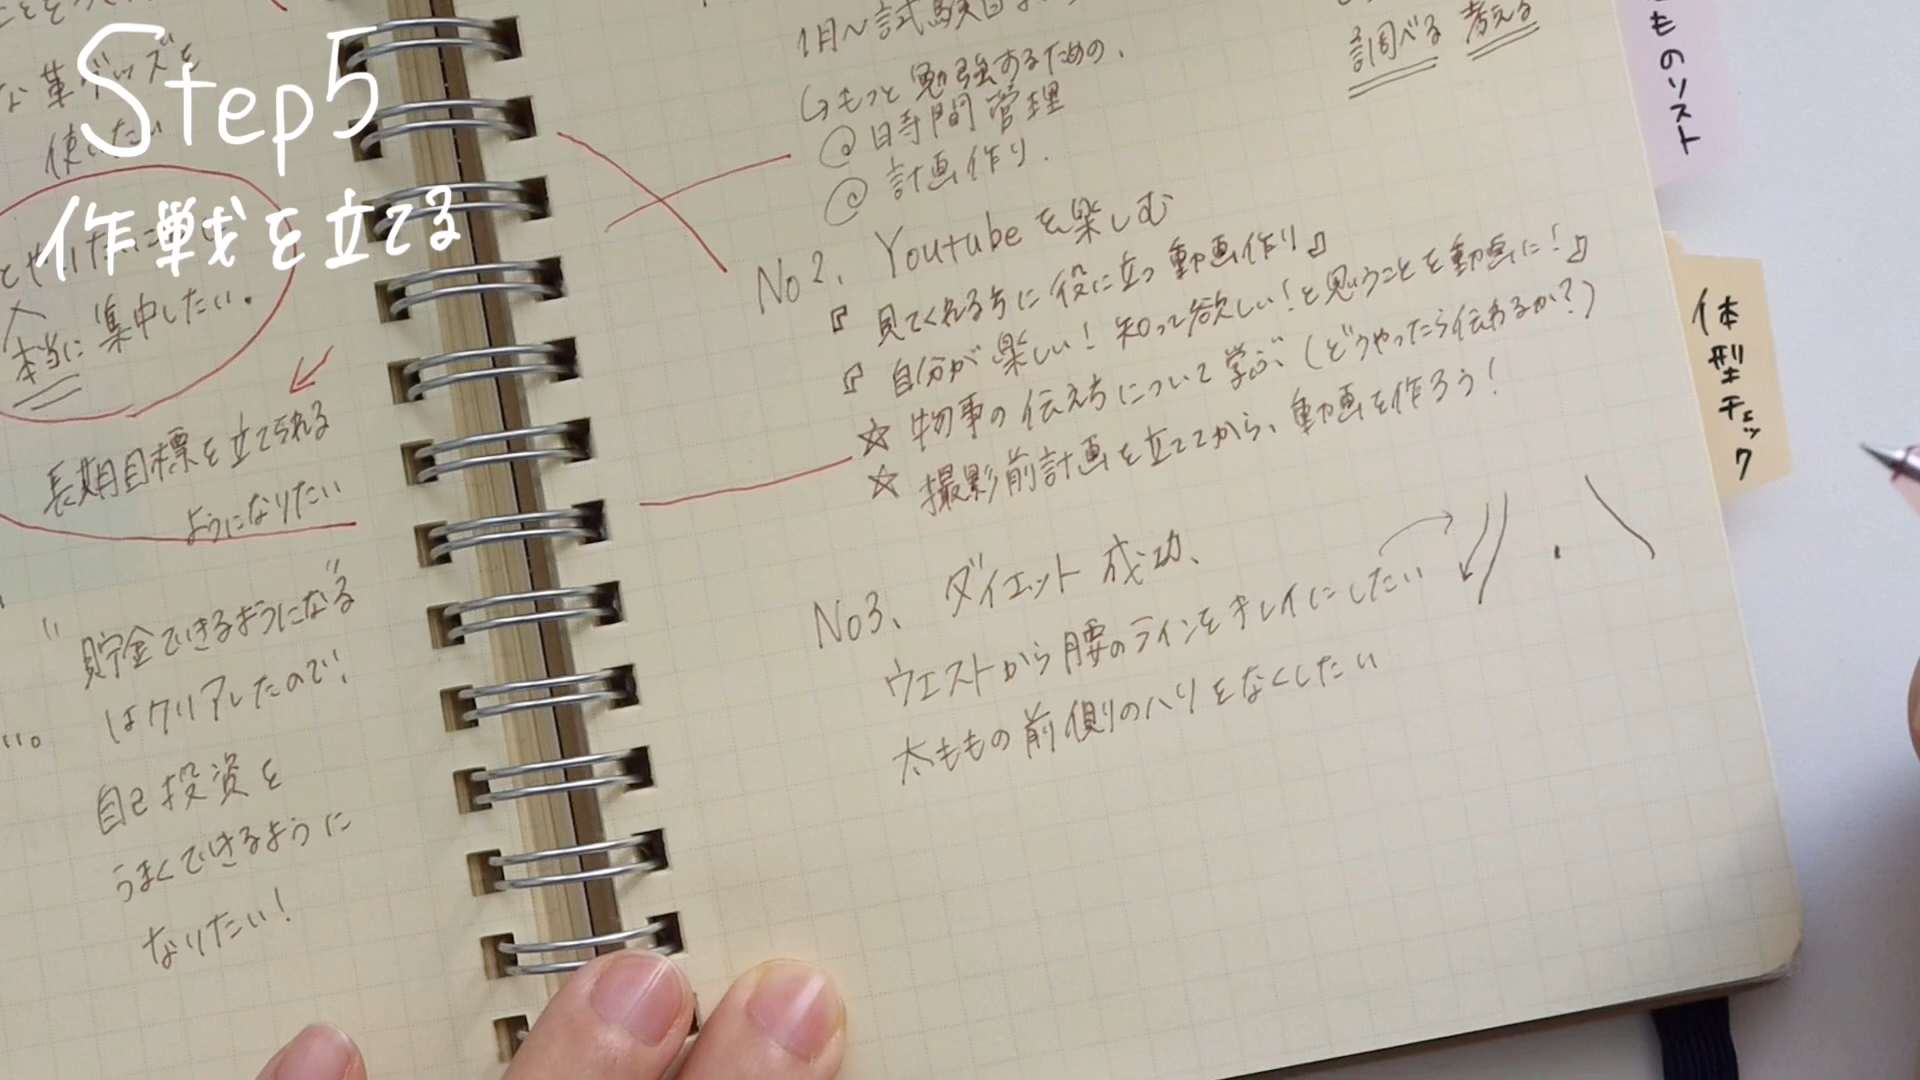 Step5
作戦を立てる
な革グッズを
使いたい
本当に集中したい。
長期目標を立てられる
ようになりたい
"貯金できるようになる"
はクリアしたので!
自己投資を
うまくできるように
なりたい!
1月〜試験日
↳もっと勉強するための、
@時間管理
@計画作り.
調べる 考える
No2、Youtubeを楽しむ
『見てくれる方に役に立つ動画作り』
『自分が楽しい!知って欲しい!と思うことを動画に!』
☆物事の伝え方について学ぶ(どうやったら伝わるか?)
☆撮影前計画を立ててから、動画を作ろう!
No3、ダイエット成功、
ウエストから腰のラインをキレイにしたい
太ももの前側のハリをなくしたい
ものリスト
体型チェック